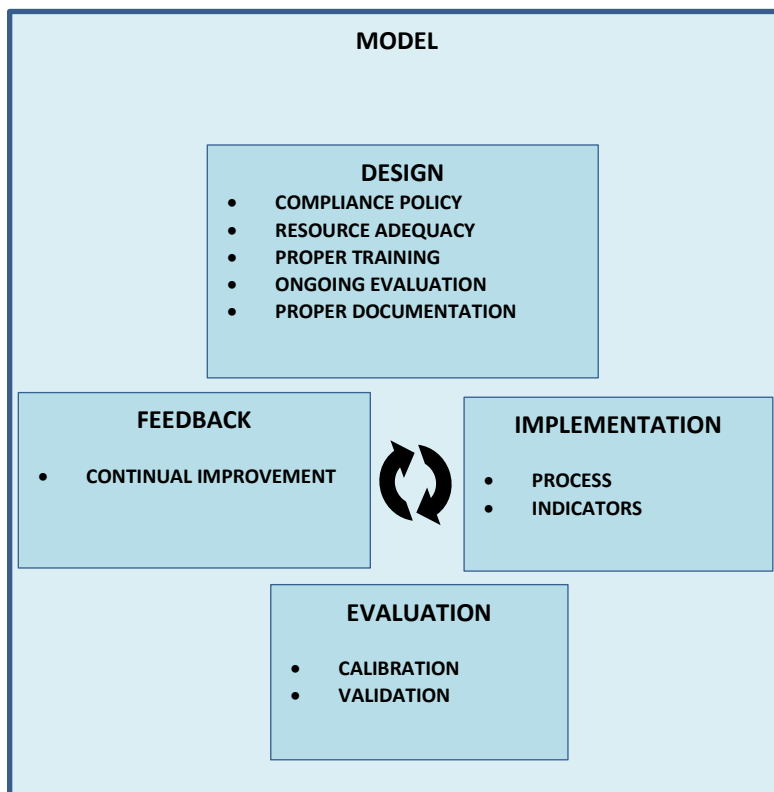 MODEL
DESIGN
• COMPLIANCE POLICY
• RESOURCE ADEQUACY
• PROPER TRAINING
• ONGOING EVALUATION
• PROPER DOCUMENTATION
FEEDBACK
• CONTINUAL IMPROVEMENT
IMPLEMENTATION
• PROCESS
• INDICATORS
EVALUATION
• CALIBRATION
• VALIDATION